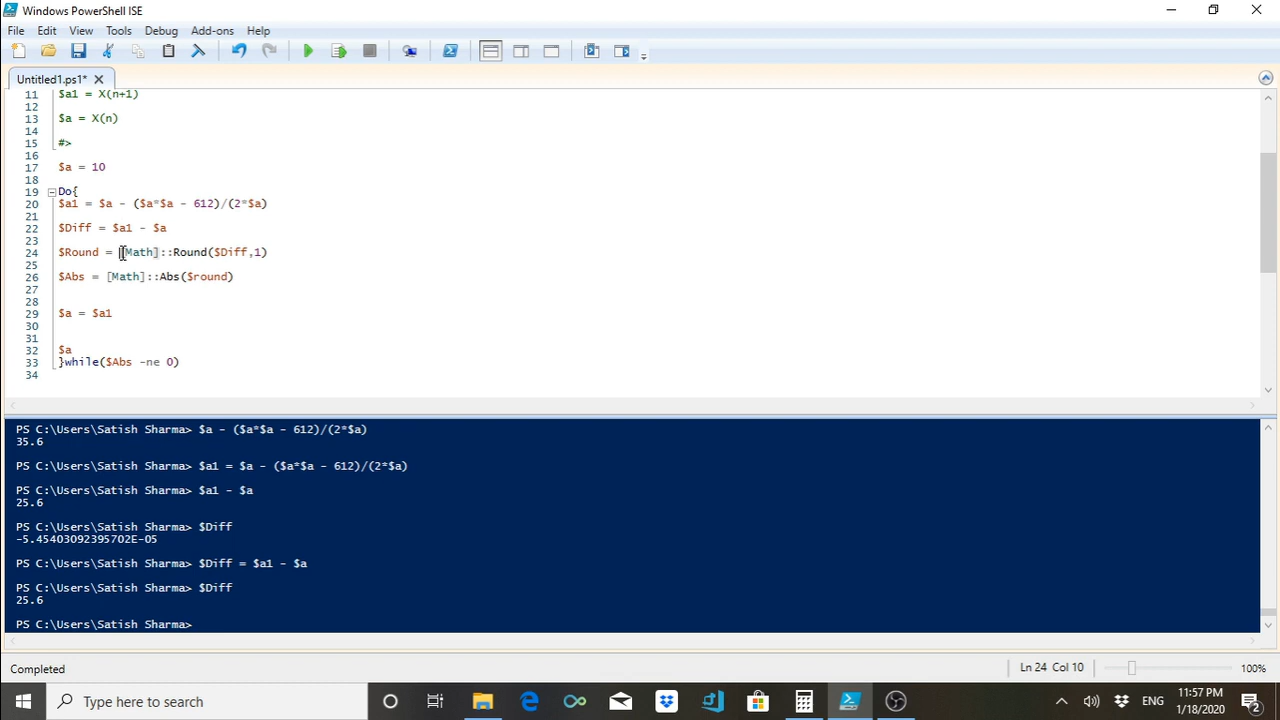 Windows PowerShell ISE
File Edit View Tools Debug Add-ons Help
Untitled1.ps1*
11 $a1 = X(n+1)
12
13 $a = X(n)
14
15 #>
16
17 $a = 10
18
19 Do{
20 $a1 = $a - ($a*$a - 612)/(2*$a)
21
22 $Diff = $a1 - $a
23
24 $Round = [Math]::Round($Diff,1)
25
26 $Abs = [Math]::Abs($round)
27
28
29 $a = $a1
30
31
32 $a
33 }while($Abs -ne 0)
34
PS C:\Users\Satish Sharma> $a - ($a*$a - 612)/(2*$a)
35.6
PS C:\Users\Satish Sharma> $a1 = $a - ($a*$a - 612)/(2*$a)
PS C:\Users\Satish Sharma> $a1 - $a
25.6
PS C:\Users\Satish Sharma> $Diff
-5.45403092395702E-05
PS C:\Users\Satish Sharma> $Diff = $a1 - $a
PS C:\Users\Satish Sharma> $Diff
25.6
PS C:\Users\Satish Sharma>
Completed
Ln 24 Col 10
100%
Type here to search
ENG
11:57 PM
1/18/2020
2